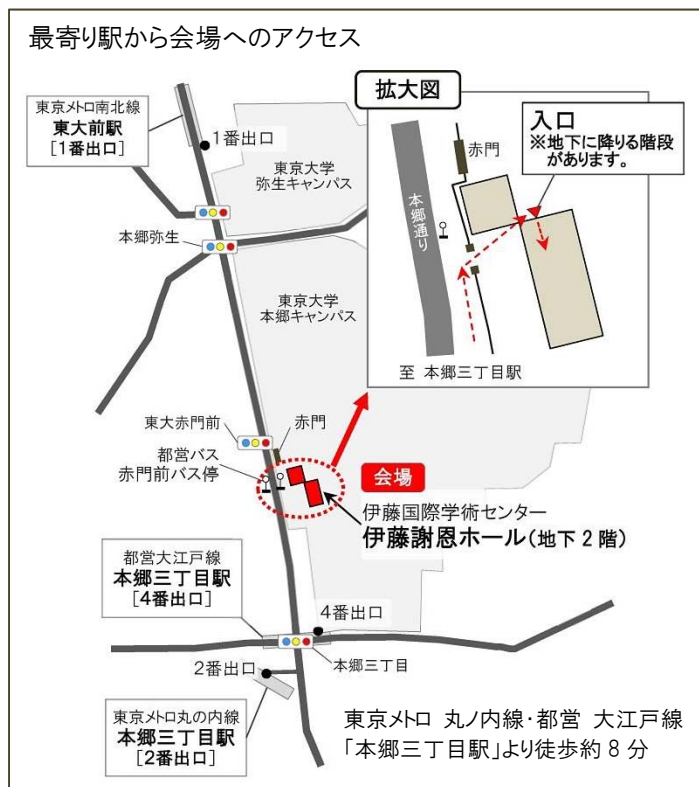 最寄り駅から会場へのアクセス
東京メトロ南北線
東大前駅
[1番出口]
1番出口
東京大学
弥生キャンパス
本郷弥生
東京大学
本郷キャンパス
拡大図
赤門
入口
※地下に降りる階段
があります。
本郷通り
至 本郷三丁目駅
東大赤門前
赤門
都営バス
赤門前バス停
会場
伊藤国際学術センター
伊藤謝恩ホール(地下2階)
都営大江戸線
本郷三丁目駅
[4番出口]
4番出口
本郷三丁目
2番出口
東京メトロ丸の内線
本郷三丁目駅
[2番出口]
東京メトロ 丸ノ内線・都営 大江戸線
「本郷三丁目駅」より徒歩約8分